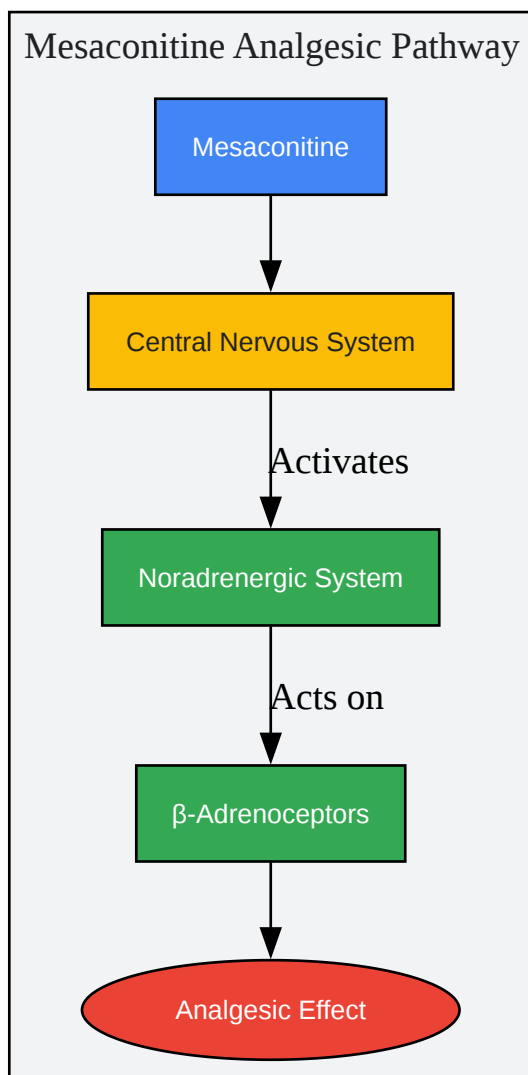 Mesaconitine Analgesic Pathway
Mesaconitine
Central Nervous System
Activates
Noradrenergic System
Acts on
β-Adrenoceptors
Analgesic Effect